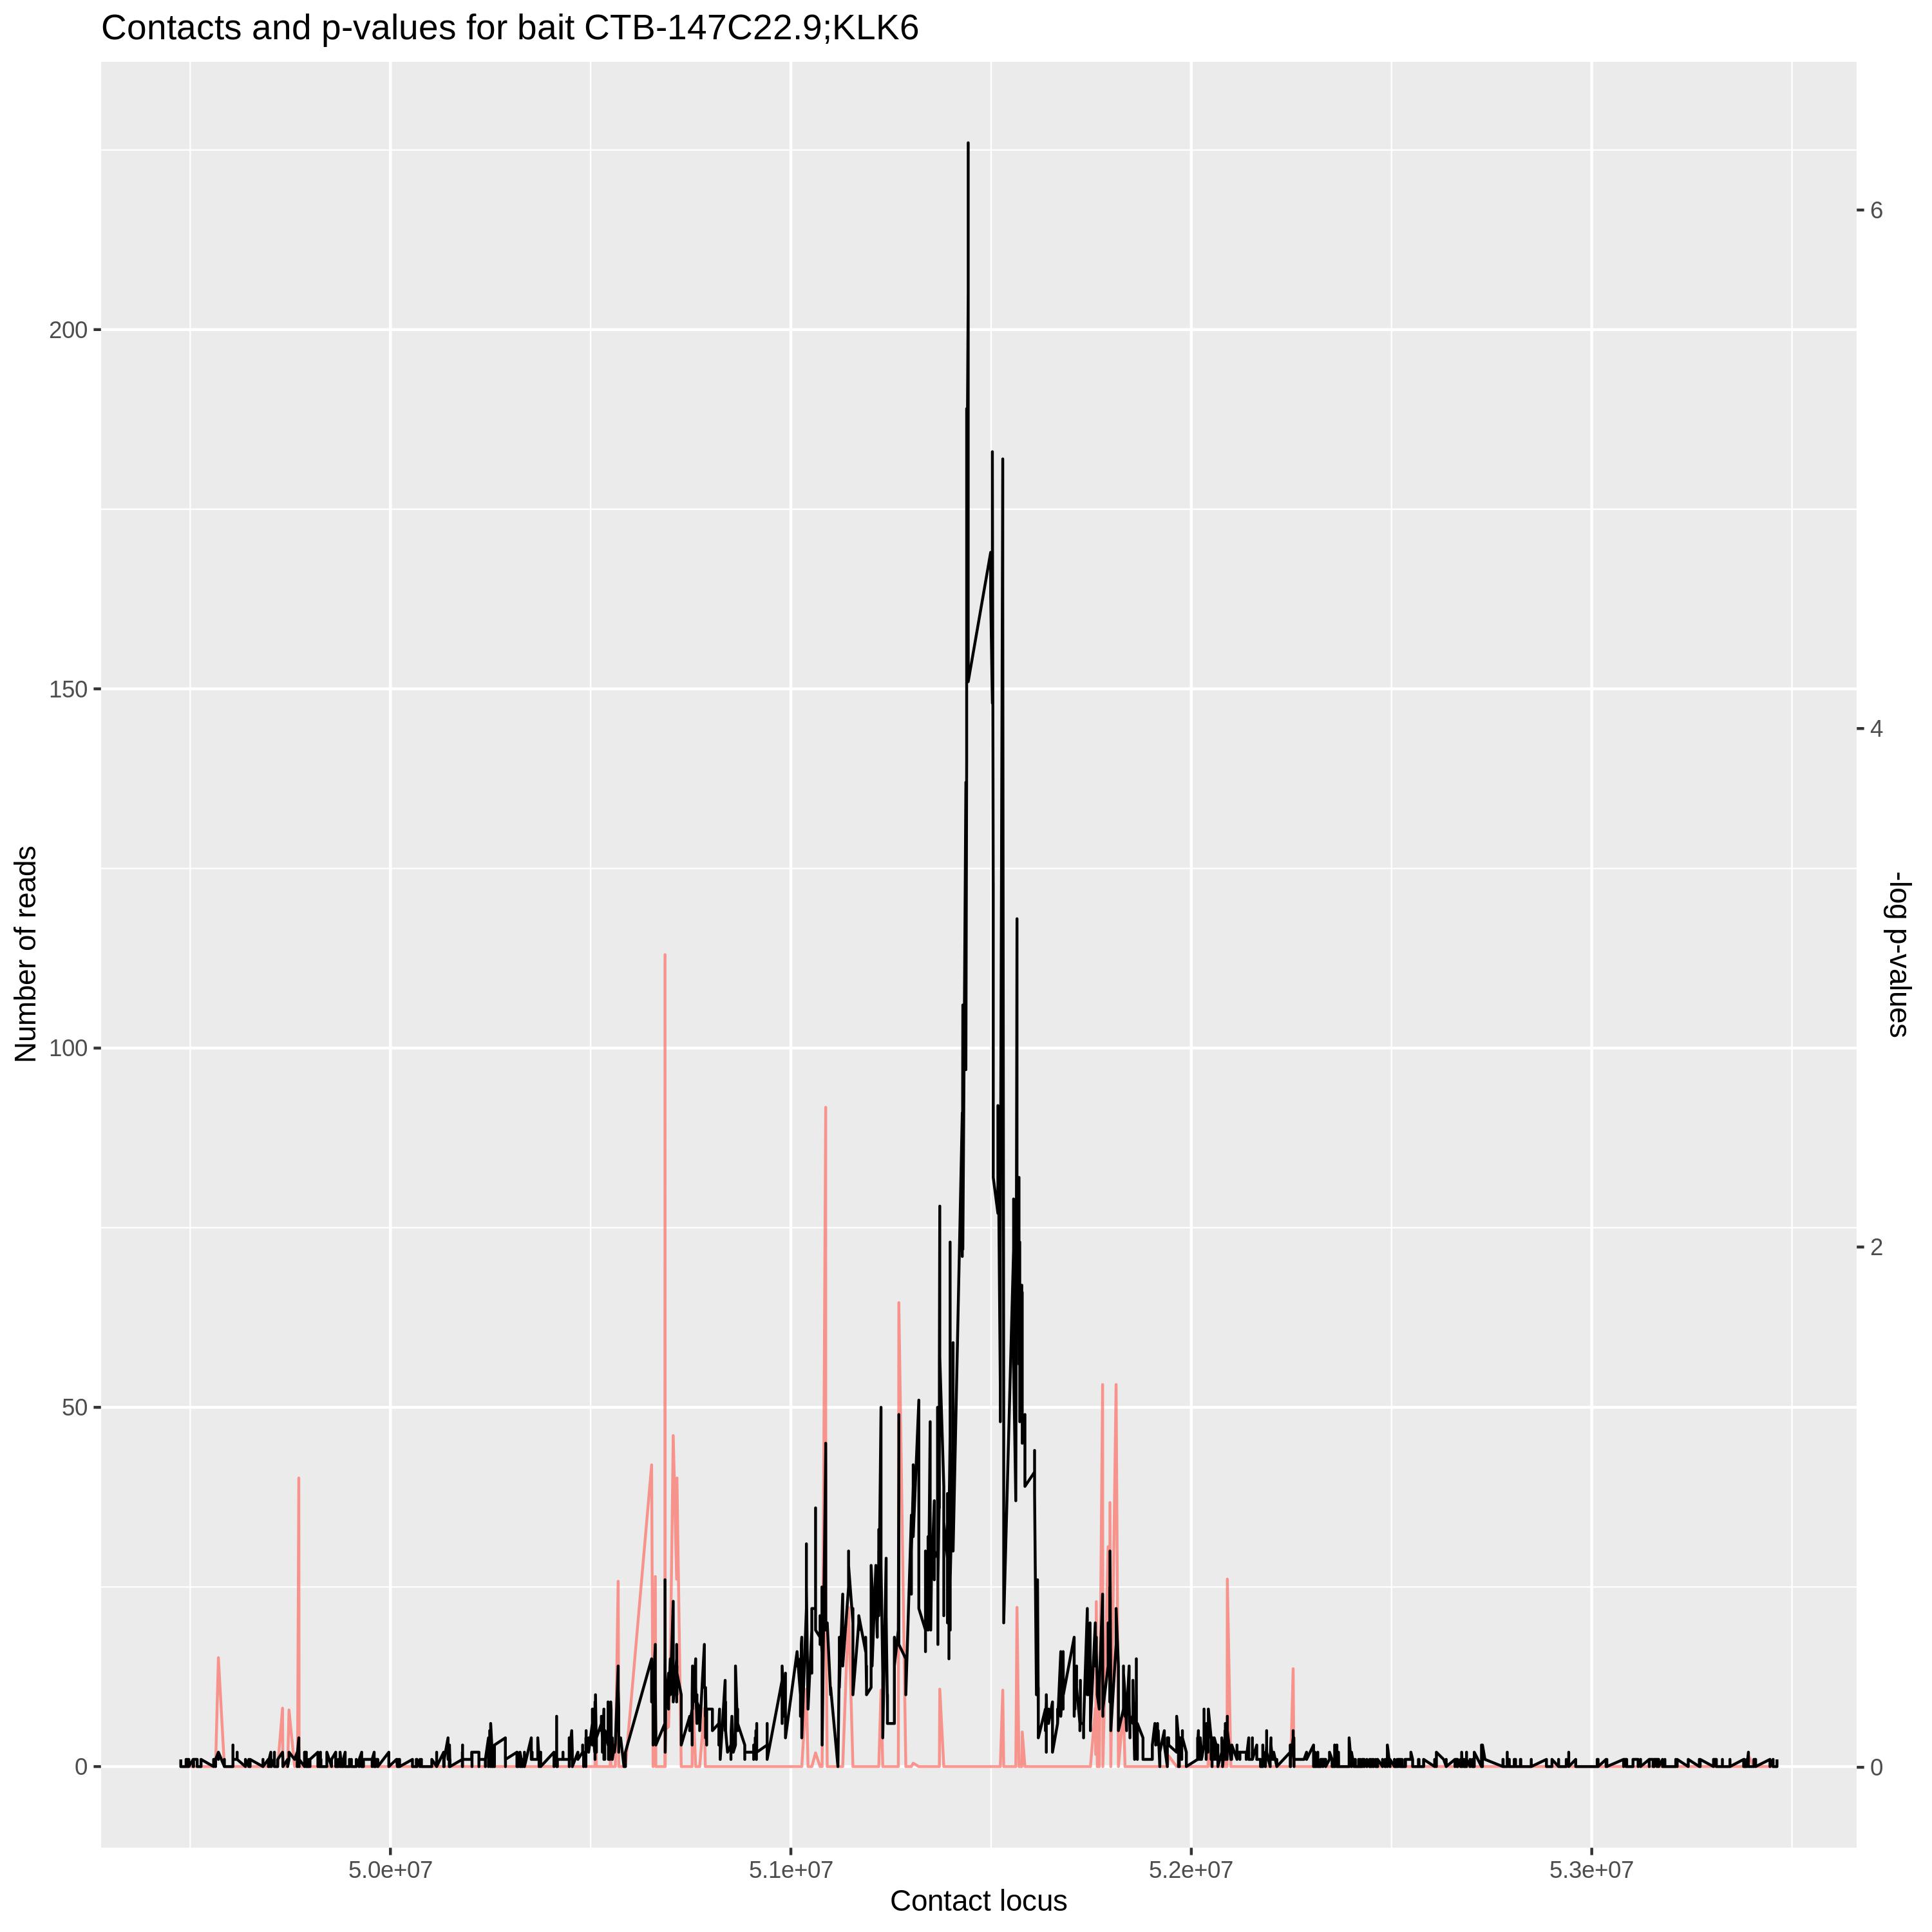 Contacts and p-values for bait CTB-147C22.9;KLK6
Number of reads
200
150
100
50
0
6
4
2
0
-log p-values
5.0e+07 5.1e+07 5.2e+07 5.3e+07
Contact locus